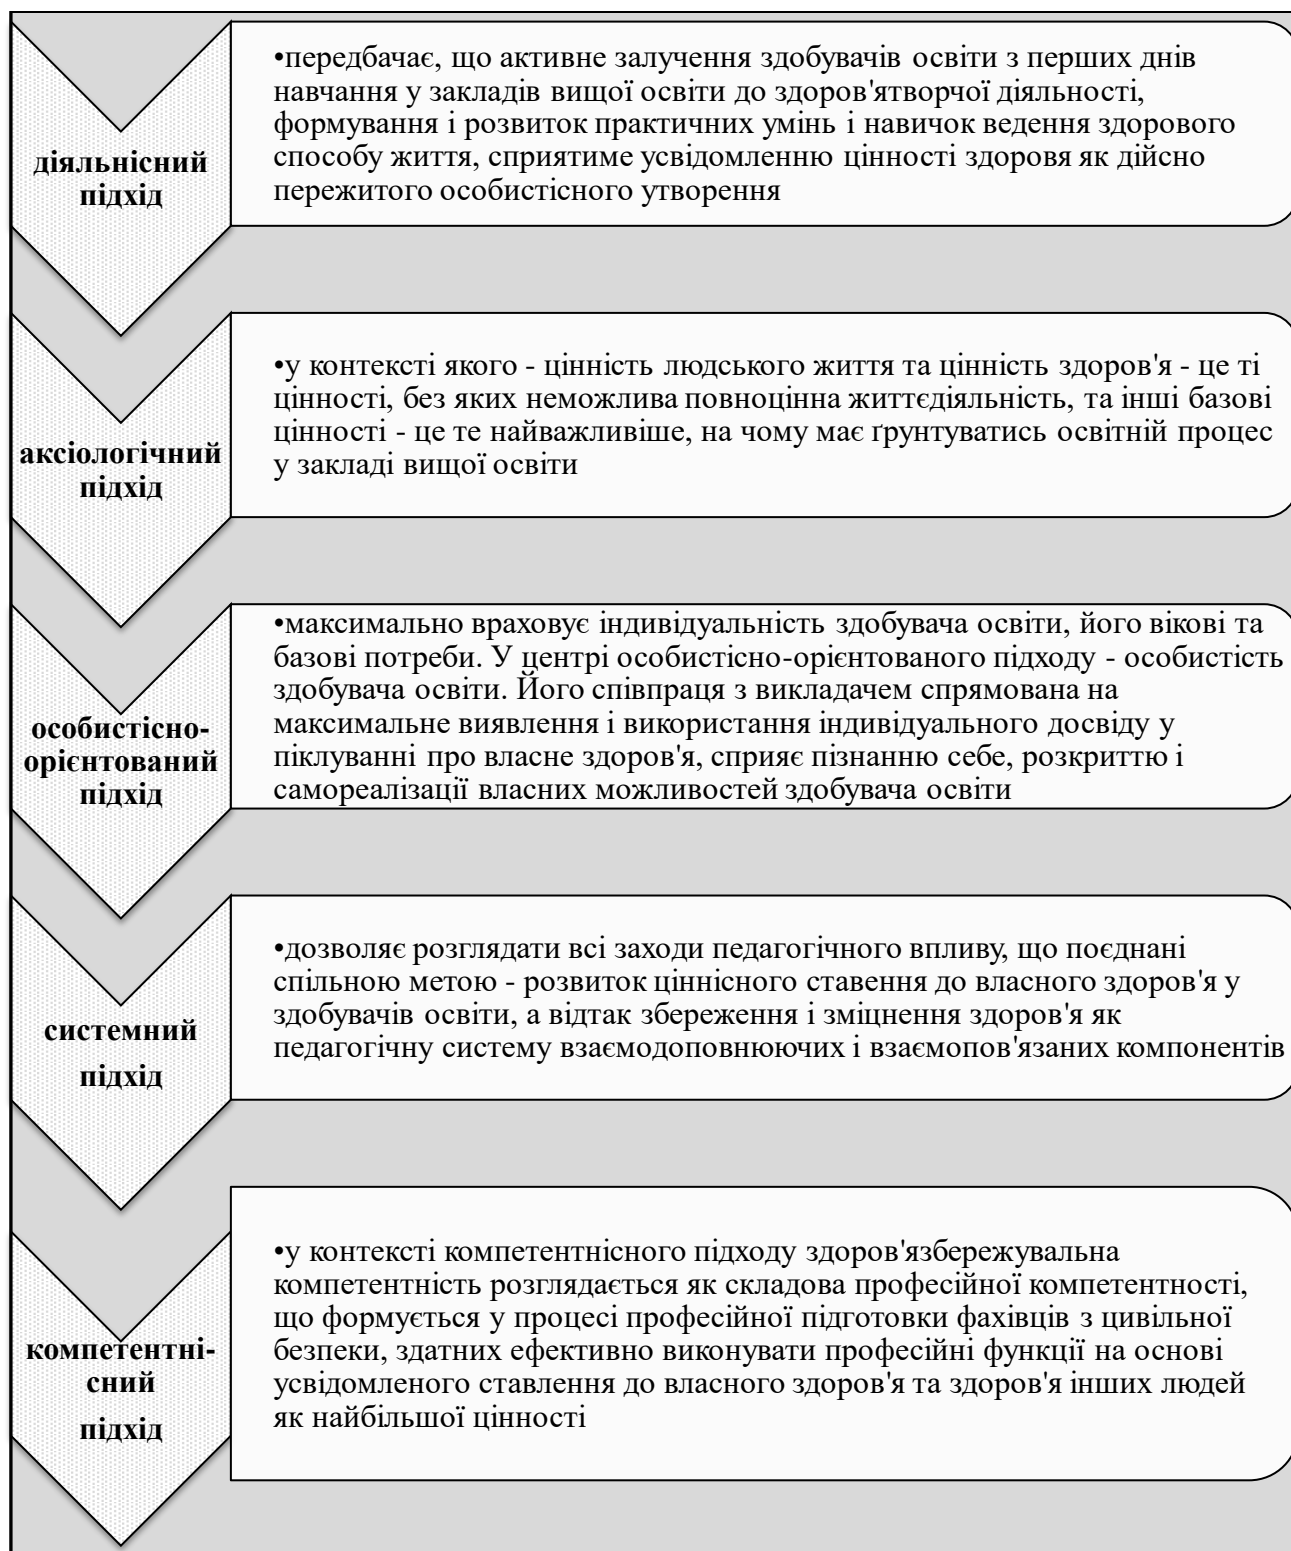 діяльнісний
підхід
•передбачає, що активне залучення здобувачів освіти з перших днів
навчання у закладів вищої освіти до здоров'ятворчої діяльності,
формування і розвиток практичних умінь і навичок ведення здорового
способу життя, сприятиме усвідомленню цінності здоровя як дійсно
пережитого особистісного утворення
аксіологічний
підхід
•у контексті якого - цінність людського життя та цінність здоров'я - це ті
цінності, без яких неможлива повноцінна життєдіяльність, та інші базові
цінності - це те найважливіше, на чому має ґрунтуватись освітній процес
у закладі вищої освіти
особистісно-
орієнтований
підхід
•максимально враховує індивідуальність здобувача освіти, його вікові та
базові потреби. У центрі особистісно-орієнтованого підходу - особистість
здобувача освіти. Його співпраця з викладачем спрямована на
максимальне виявлення і використання індивідуального досвіду у
піклуванні про власне здоров'я, сприяє пізнанню себе, розкриттю і
самореалізації власних можливостей здобувача освіти
системний
підхід
•дозволяє розглядати всі заходи педагогічного впливу, що поєднані
спільною метою - розвиток ціннісного ставення до власного здоров'я у
здобувачів освіти, а відтак збереження і зміцнення здоров'я як
педагогічну систему взаємодоповнюючих і взаємопов'язаних компонентів
компетентні-
сний
підхід
•у контексті компетентнісного підходу здоров'язбережувальна
компетентність розглядається як складова професійної компетентності,
що формується у процесі професійної підготовки фахівців з цивільної
безпеки, здатних ефективно виконувати професійні функції на основі
усвідомленого ставлення до власного здоров'я та здоров'я інших людей
як найбільшої цінності